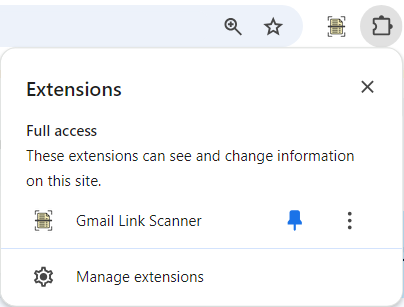 Extensions
Full access
These extensions can see and change information
on this site.
Gmail Link Scanner
Manage extensions